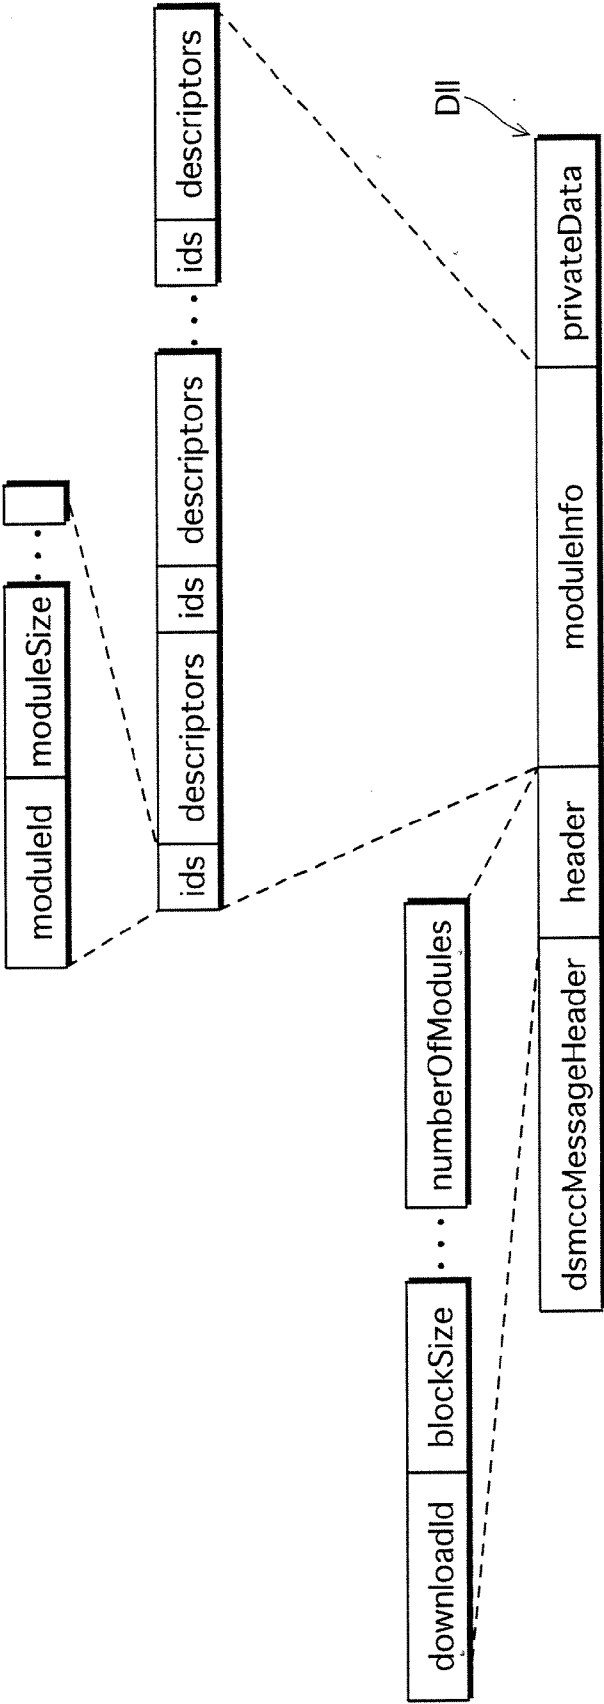 moduleId moduleSize • • •
ids descriptors ids descriptors • • • ids descriptors
downloadId blockSize • • • numberOfModules
DII
dsmccMessageHeader header moduleInfo privateData